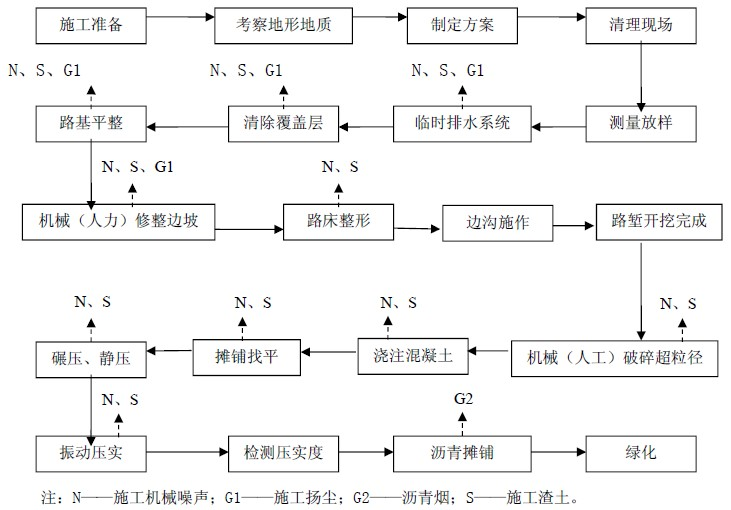 施工准备 考察地形地质 制定方案 清理现场
N、S、G1 N、S、G1 N、S、G1
路基平整 清除覆盖层 临时排水系统 测量放样
N、S、G1 N、S
机械（人力）修整边坡 路床整形 边沟施作 路堑开挖完成
N、S N、S N、S N、S
碾压、静压 摊铺找平 浇注混凝土 机械（人工）破碎超粒径
N、S G2
振动压实 检测压实度 沥青摊铺 绿化
注：N——施工机械噪声；G1——施工扬尘；G2——沥青烟；S——施工渣土。